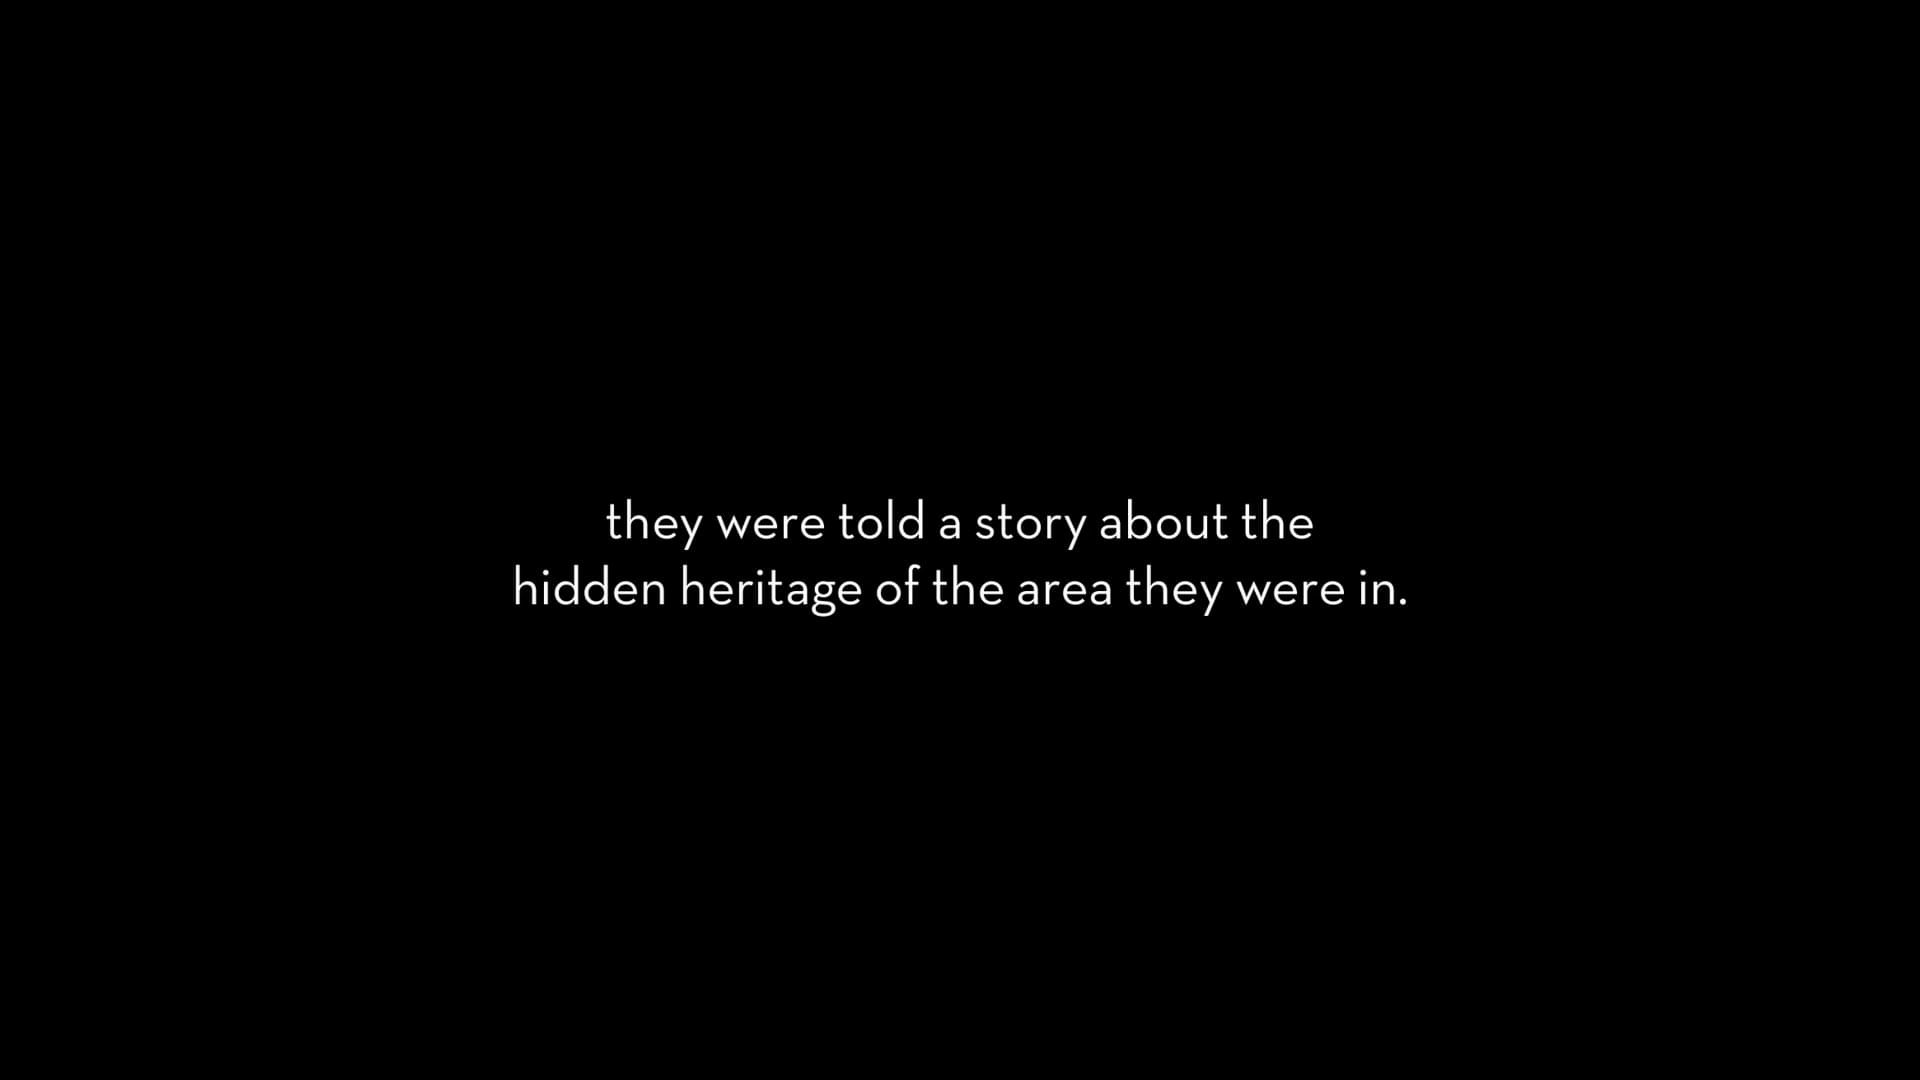 they were told a story about the
hidden heritage of the area they were in.